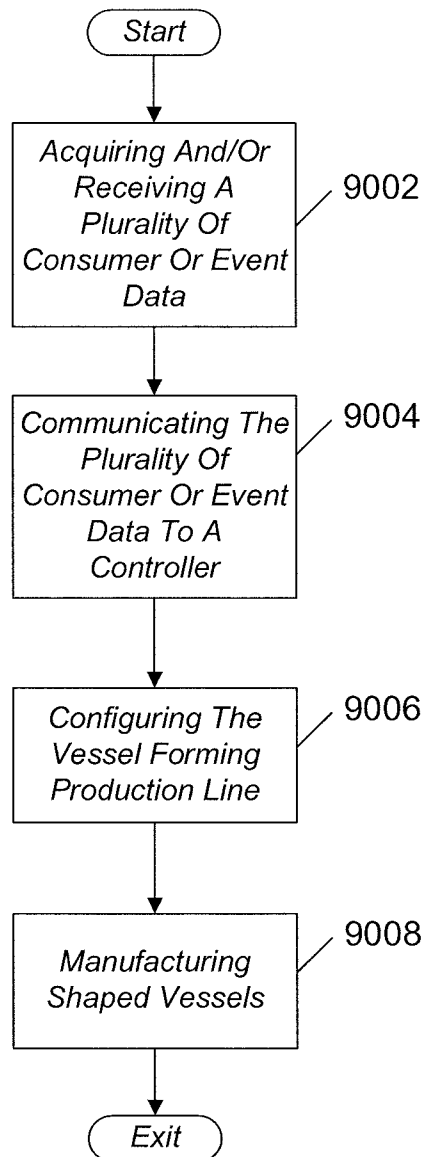 Start
Acquiring And/Or
Receiving A
Plurality Of
Consumer Or Event
Data
9002
Communicating The
Plurality Of
Consumer Or Event
Data To A
Controller
9004
Configuring The
Vessel Forming
Production Line
9006
Manufacturing
Shaped Vessels
9008
Exit